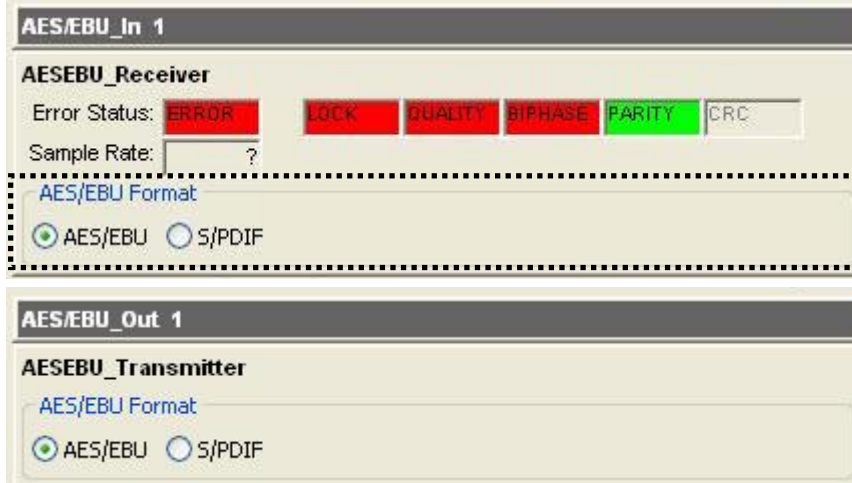 AES/EBU_In 1
AESEBU_Receiver
Error Status: ERROR LOCK QUALITY BIPHASE PARITY CRC
Sample Rate: ?
AES/EBU Format
AES/EBU S/PDIF
AES/EBU_Out 1
AESEBU_Transmitter
AES/EBU Format
AES/EBU S/PDIF